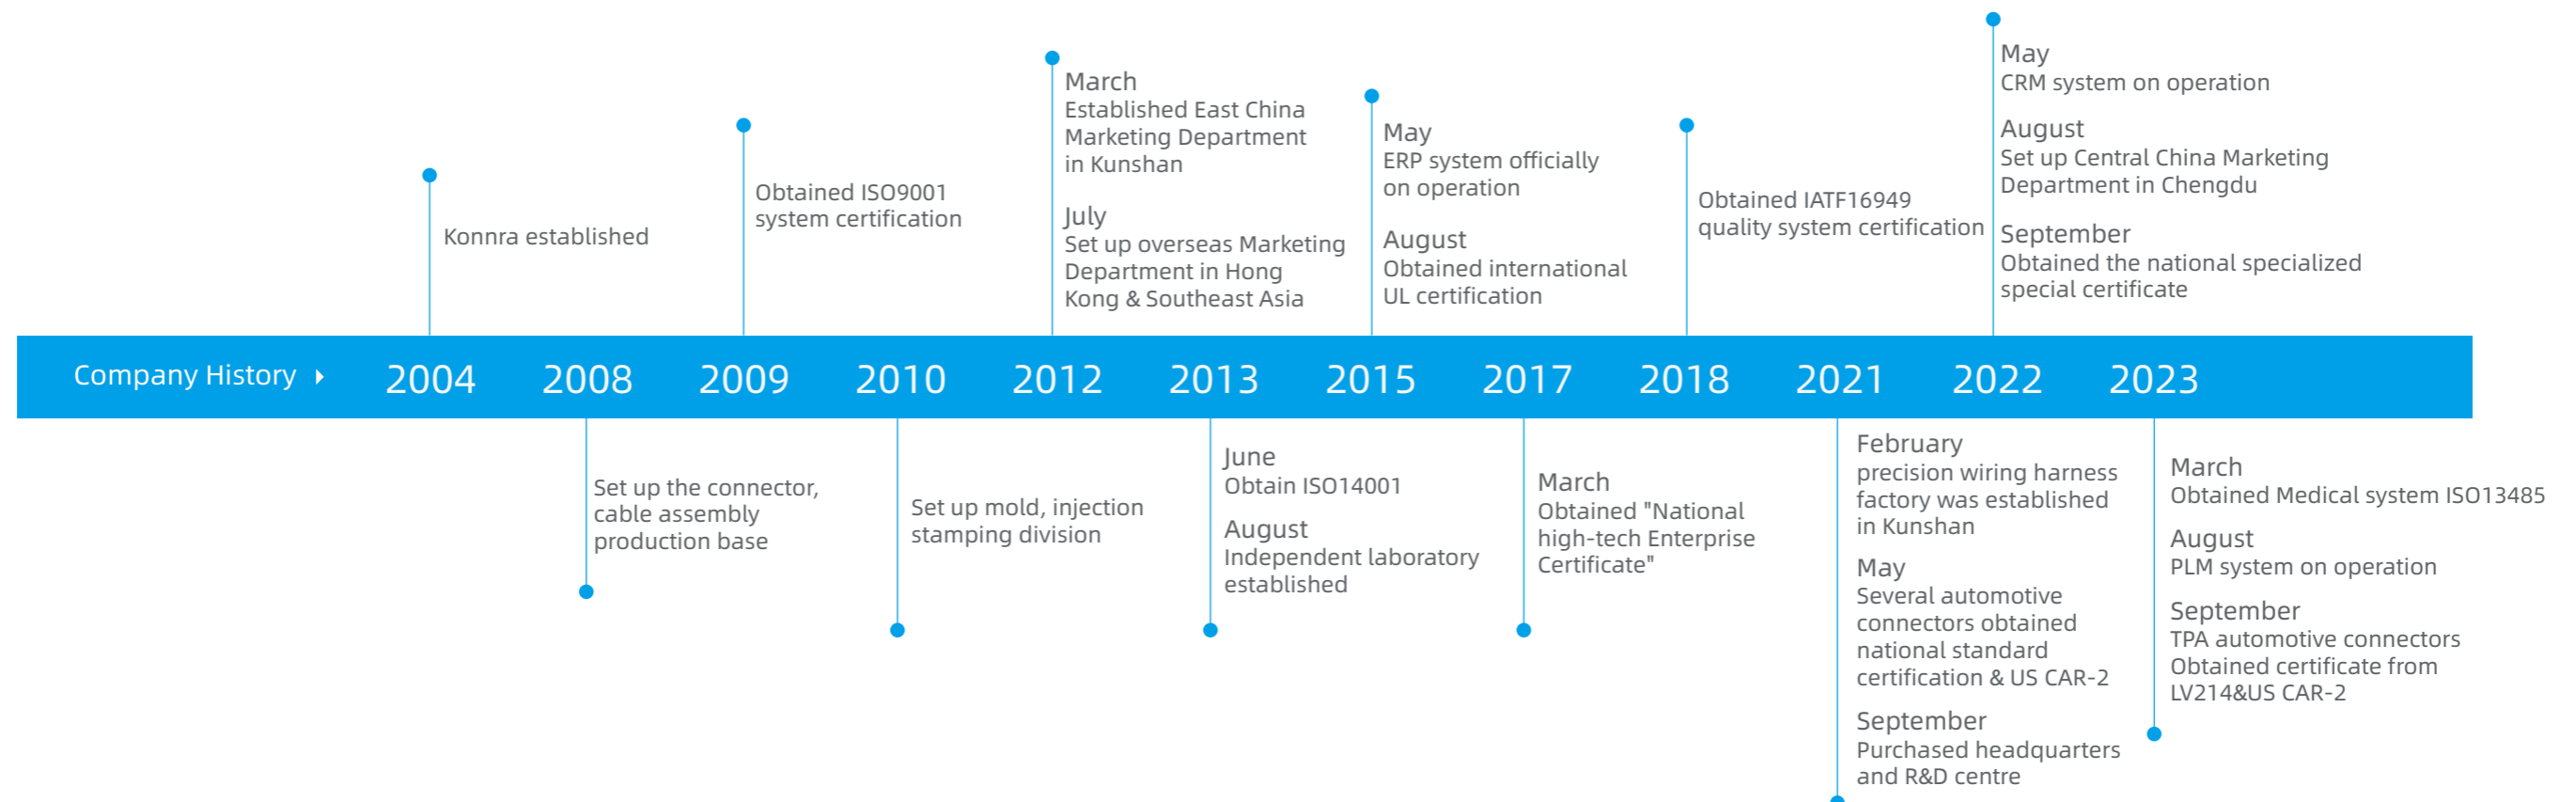 Company History
2004
Konnra established
2008
Set up the connector,
cable assembly
production base
2009
Obtained ISO9001
system certification
2010
Set up mold, injection
stamping division
2012
March
Established East China
Marketing Department
in Kunshan
July
Set up overseas Marketing
Department in Hong
Kong & Southeast Asia
2013
June
Obtain ISO14001
August
Independent laboratory
established
2015
May
ERP system officially
on operation
August
Obtained international
UL certification
2017
March
Obtained "National
high-tech Enterprise
Certificate"
2018
Obtained IATF16949
quality system certification
2021
February
precision wiring harness
factory was established
in Kunshan
May
Several automotive
connectors obtained
national standard
certification & US CAR-2
September
Purchased headquarters
and R&D centre
2022
May
CRM system on operation
August
Set up Central China Marketing
Department in Chengdu
September
Obtained the national specialized
special certificate
2023
March
Obtained Medical system ISO13485
August
PLM system on operation
September
TPA automotive connectors
Obtained certificate from
LV214&US CAR-2